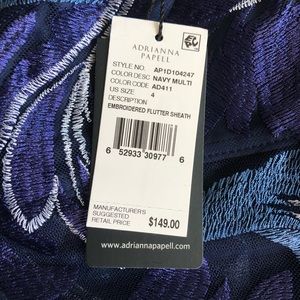 ADRIANNA
PAPELL
STYLE NO. AP1D104247
COLOR DESC NAVY MULTI
COLOR CODE AD411
US SIZE 4
DESCRIPTION
EMBROIDERED FLUTTER SHEATH
6 52933 30977 6
MANUFACTURER'S
SUGGESTED
RETAIL PRICE $149.00
www.adriannapapell.com